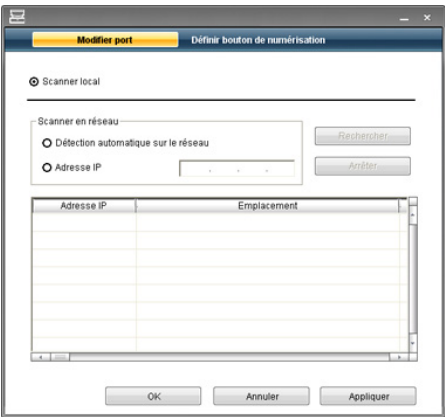 Modifier port Définir bouton de numérisation
Scanner local
Scanner en réseau
Détection automatique sur le réseau
Rechercher
Adresse IP
Arrêter
Adresse IP Emplacement
OK Annuler Appliquer